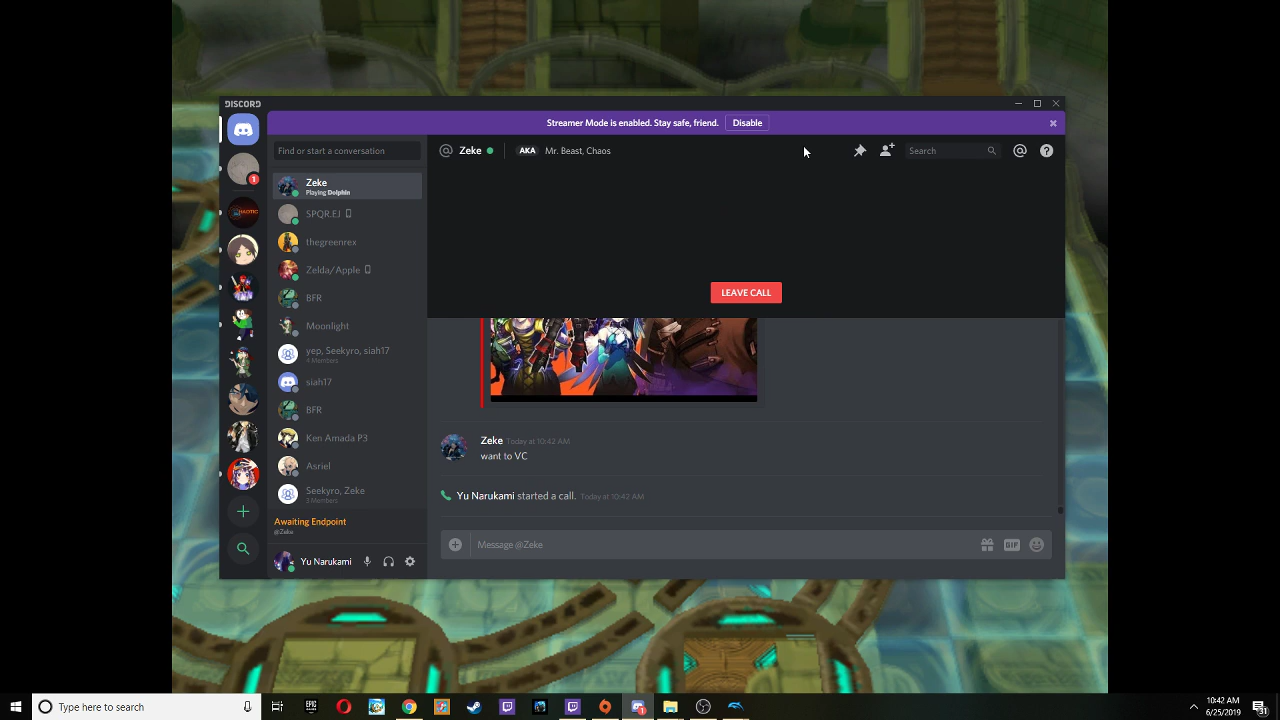 DISCORD
Streamer Mode is enabled. Stay safe, friend.
Disable
Find or start a conversation
Zeke
AKA
Mr. Beast, Chaos
Search
Zeke
Playing Dolphin
SPQR.EJ
thegreenrex
Zelda/Apple
BFR
Moonlight
yep, Seekyro, siah17
4 Members
siah17
BFR
Ken Amada P3
Asriel
Seekyro, Zeke
3 Members
Awaiting Endpoint
@Zeke
Yu Narukami
1
LEAVE CALL
Zeke Today at 10:42 AM
want to VC
Yu Narukami started a call. Today at 10:42 AM
Message @Zeke
GIF
Type here to search
EPIC
1
10:42 AM
6/25/2019